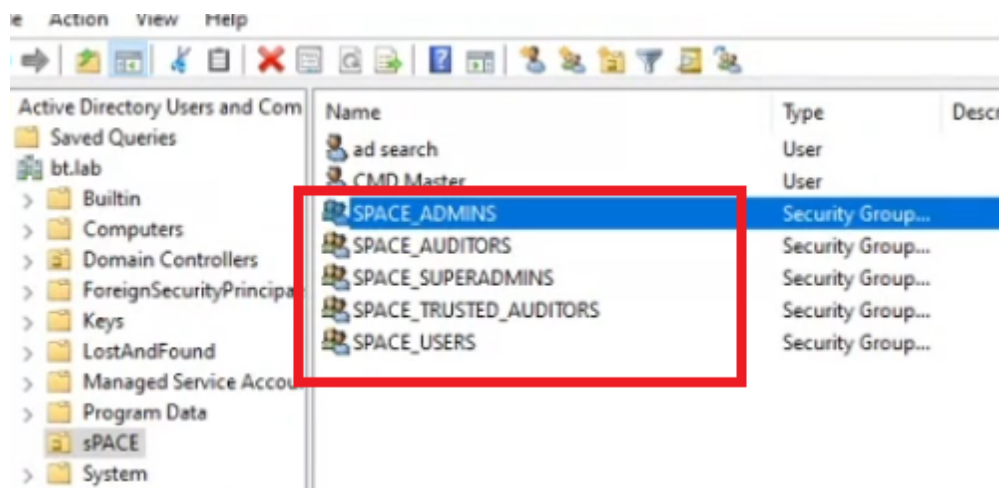 Action View Help
Active Directory Users and Com
Saved Queries
bt.lab
Builtin
Computers
Domain Controllers
ForeignSecurityPrincipa
Keys
LostAndFound
Managed Service Accou
Program Data
sPACE
System
Name Type Descr
ad search User
CMD Master User
SPACE_ADMINS Security Group...
SPACE_AUDITORS Security Group...
SPACE_SUPERADMINS Security Group...
SPACE_TRUSTED_AUDITORS Security Group...
SPACE_USERS Security Group...